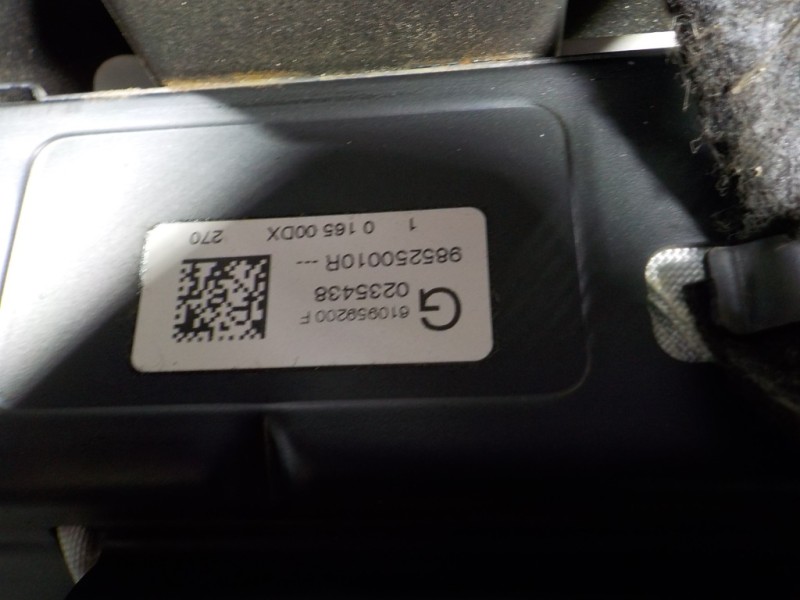 G 610959200 F
0235438
985250010R ---
1 0 165 00DX 270